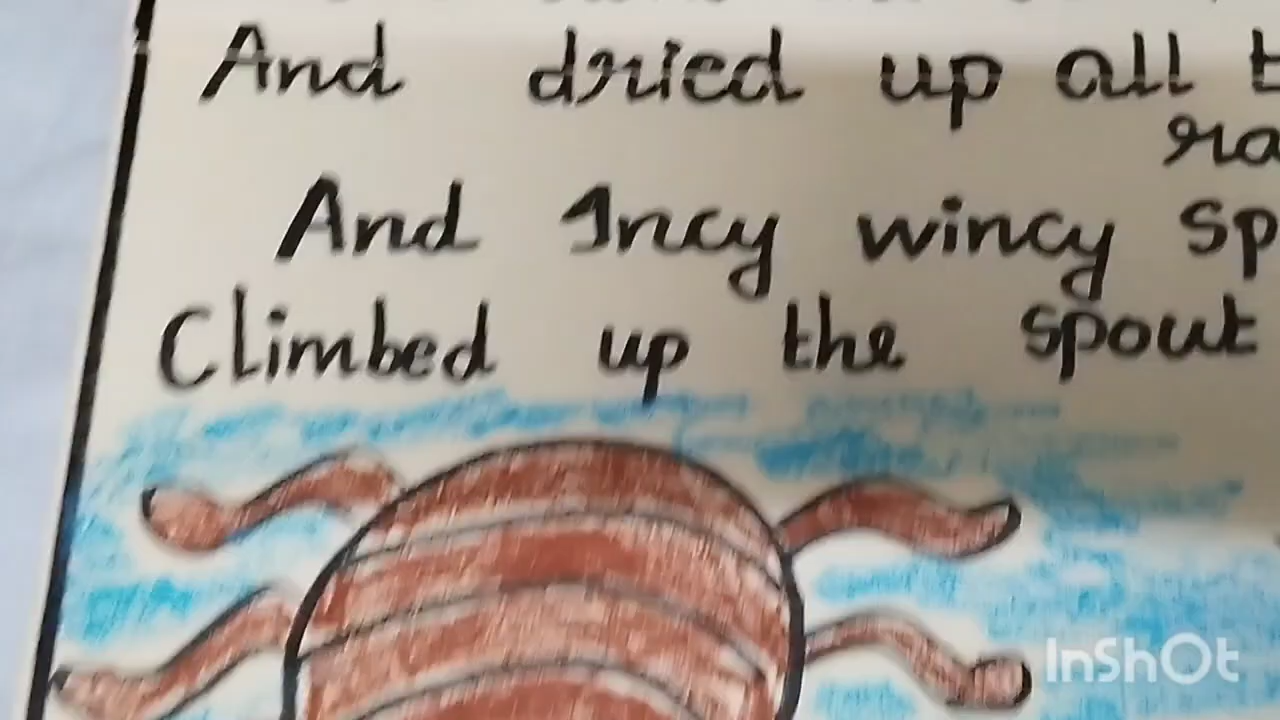 And dried up all
And Incy wincy
Climbed up the spout
InShOt